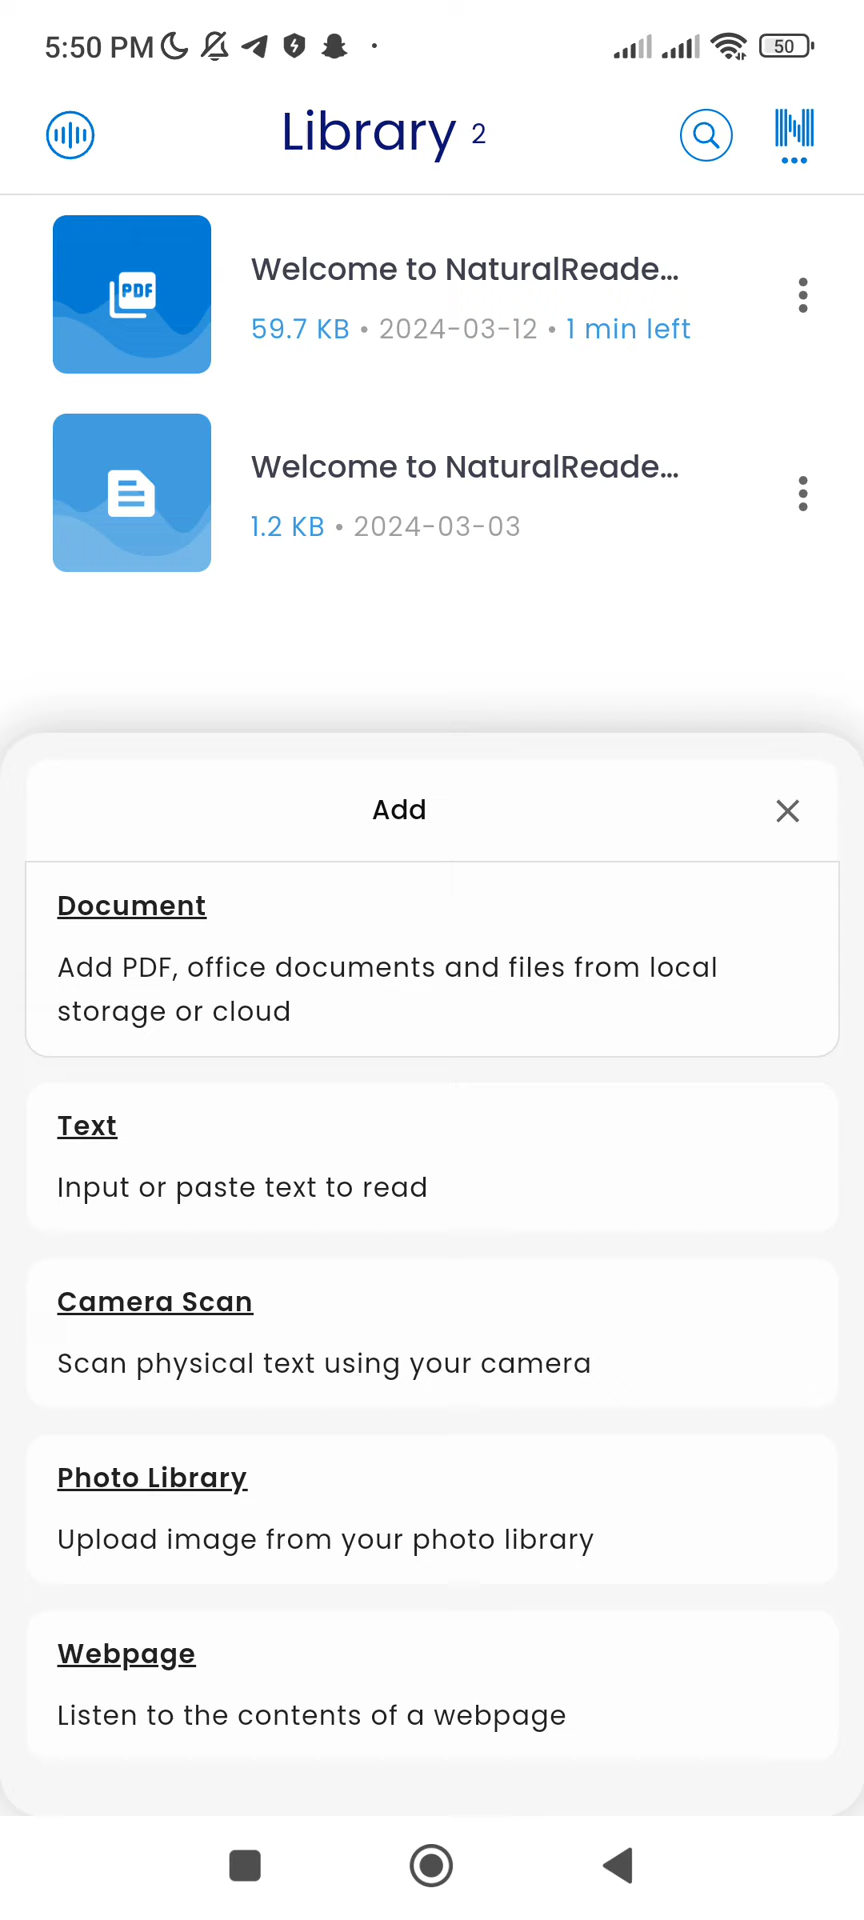 5:50 PM
50
Library 2
PDF
Welcome to NaturalReade...
59.7 KB • 2024-03-12 • 1 min left
Welcome to NaturalReade...
1.2 KB • 2024-03-03
Add
Document
Add PDF, office documents and files from local
storage or cloud
Text
Input or paste text to read
Camera Scan
Scan physical text using your camera
Photo Library
Upload image from your photo library
Webpage
Listen to the contents of a webpage